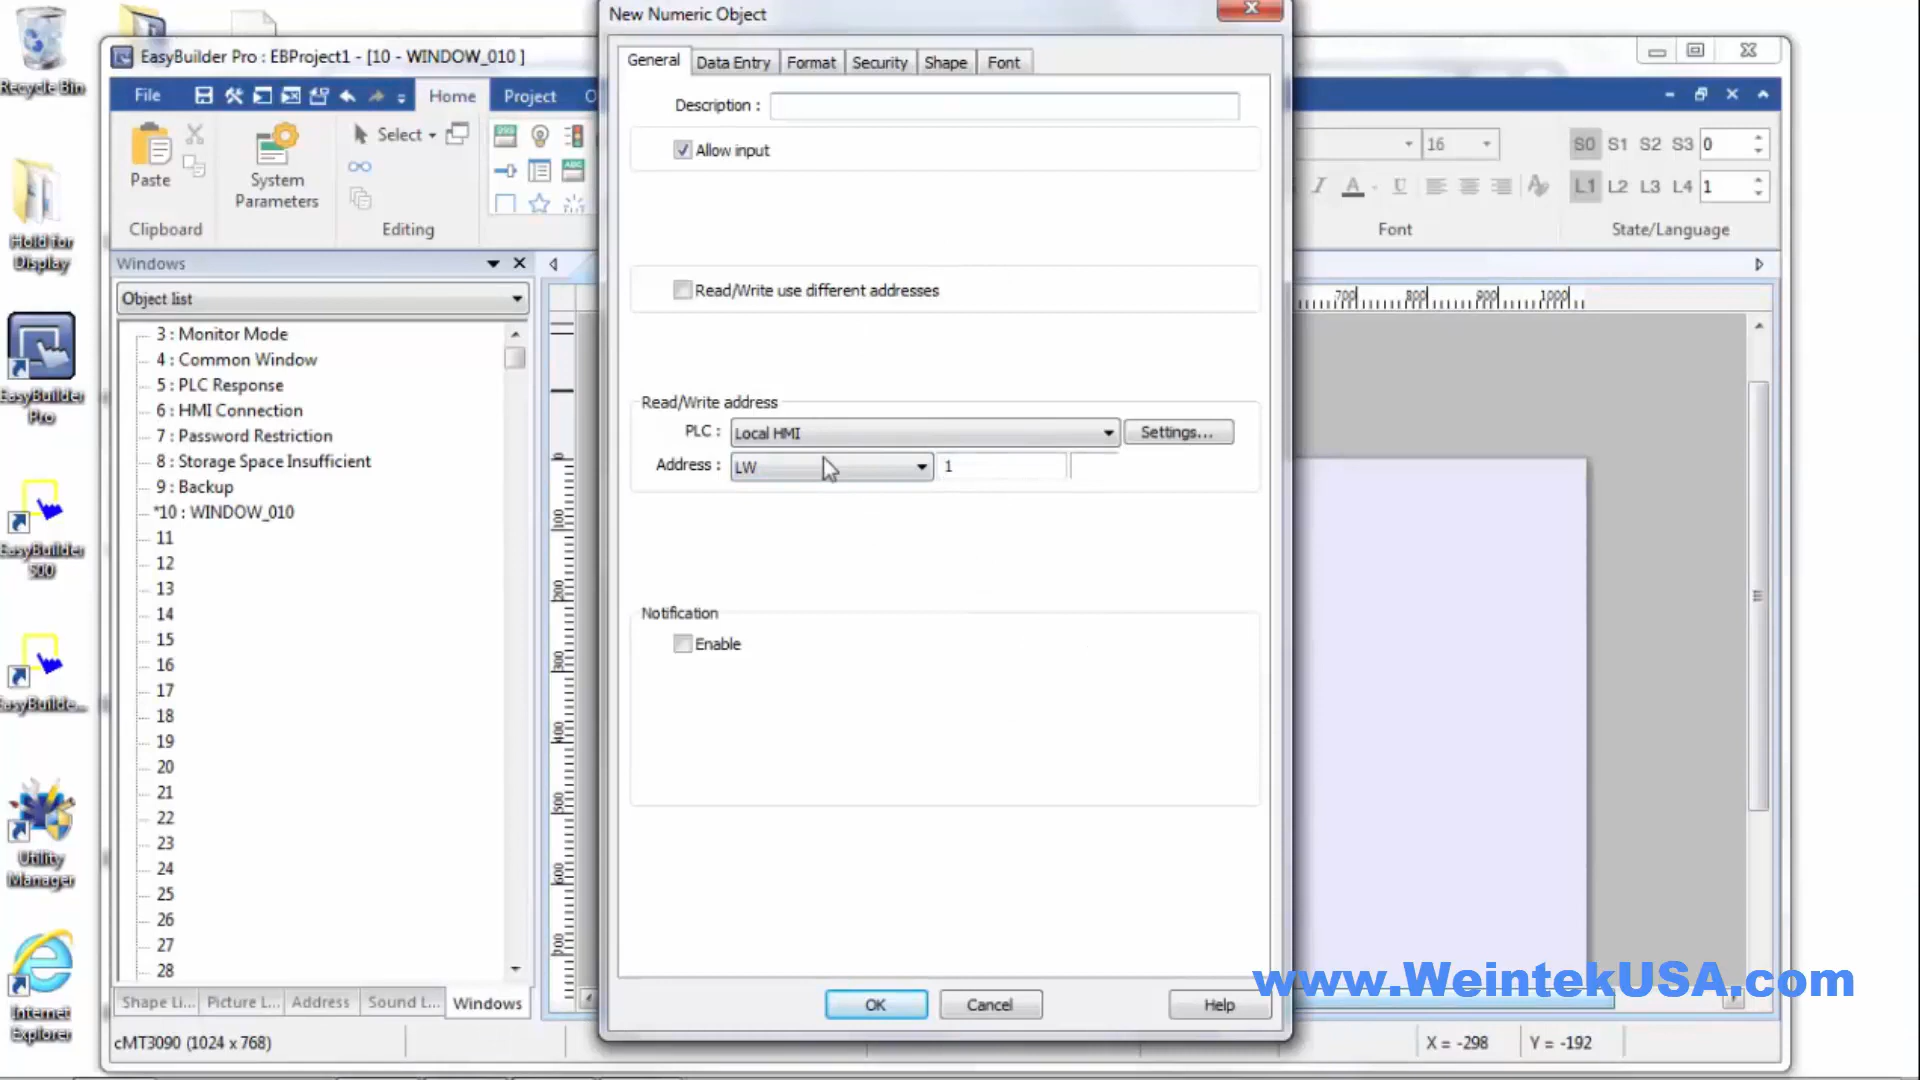 New Numeric Object
Recycle Bin
EasyBuilder Pro : EBProject1 - [10 - WINDOW_010 ]
General
Data Entry
Format
Security
Shape
Font
File
Home
Project
Description :
Allow input
Select
16
S0
S1
S2
S3
0
Paste
System
Parameters
L1
L2
L3
L4
1
Clipboard
Editing
Font
State/Language
Hold for
Display
Windows
Object list
Read/Write use different addresses
700
800
900
1000
3 : Monitor Mode
4 : Common Window
5 : PLC Response
6 : HMI Connection
7 : Password Restriction
8 : Storage Space Insufficient
9 : Backup
*10 : WINDOW_010
11
12
13
14
15
16
17
18
19
20
21
22
23
24
25
26
27
28
EasyBuilder
Pro
EasyBuilder
500
EasyBuilde...
Utility
Manager
Internet
Explorer
0
100
200
300
400
500
600
700
Read/Write address
PLC :
Local HMI
Settings...
Address :
LW
1
Notification
Enable
OK
Cancel
Help
www.WeintekUSA.com
Shape Li...
Picture L...
Address
Sound L...
Windows
cMT3090 (1024 x 768)
X = -298
Y = -192